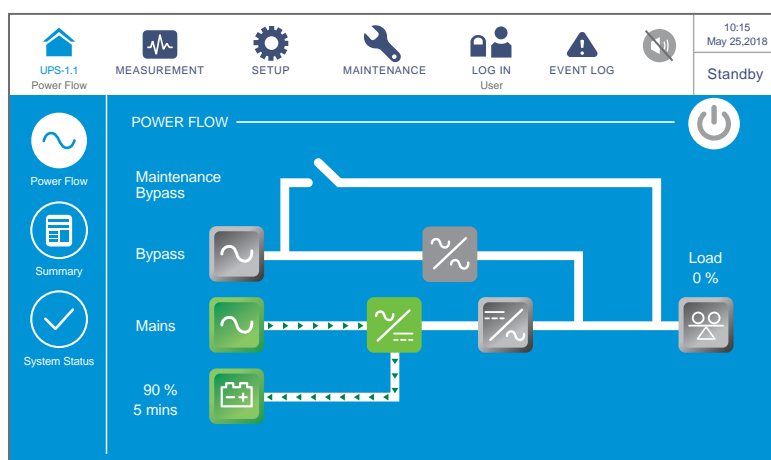 10:15
May 25,2018
Standby
UPS-1.1
Power Flow
MEASUREMENT
SETUP
MAINTENANCE
LOG IN
User
EVENT LOG
POWER FLOW
Power Flow
Summary
System Status
Maintenance
Bypass
Bypass
Load
0 %
Mains
90 %
5 mins